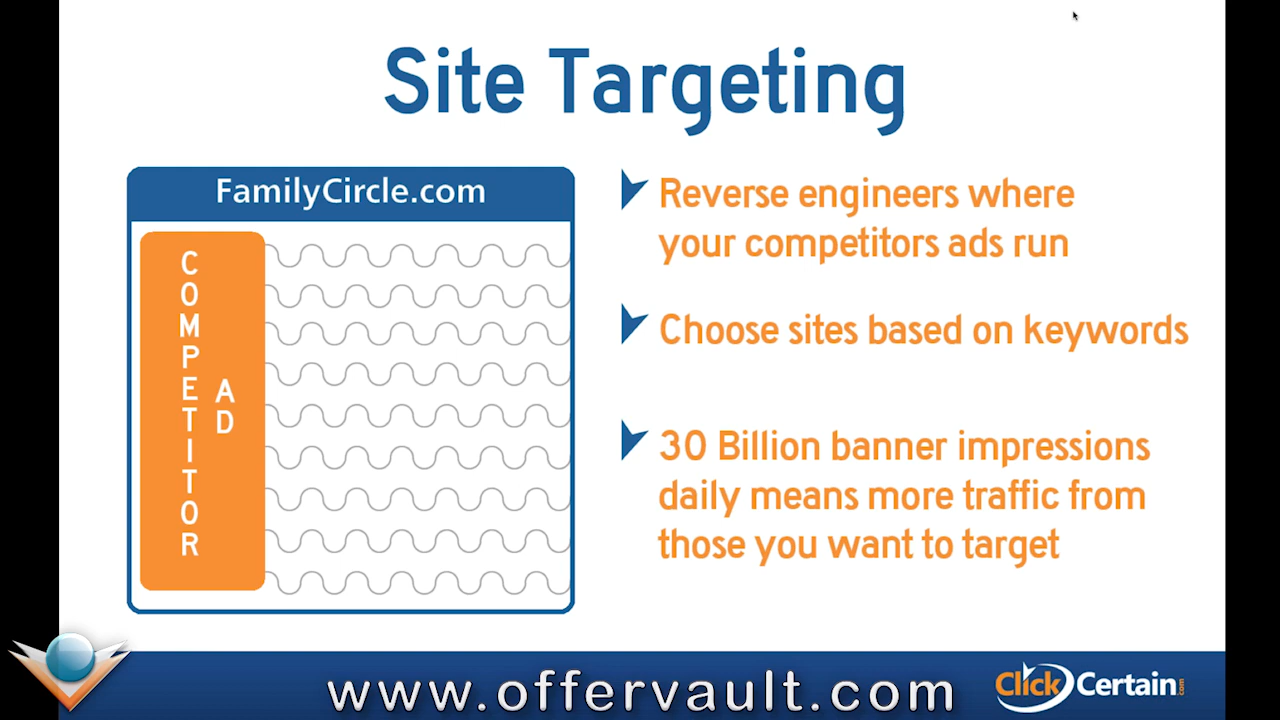 Site Targeting
FamilyCircle.com
COMPETITOR
AD
Reverse engineers where
your competitors ads run
Choose sites based on keywords
30 Billion banner impressions
daily means more traffic from
those you want to target
www.offervault.com
ClickCertain.com